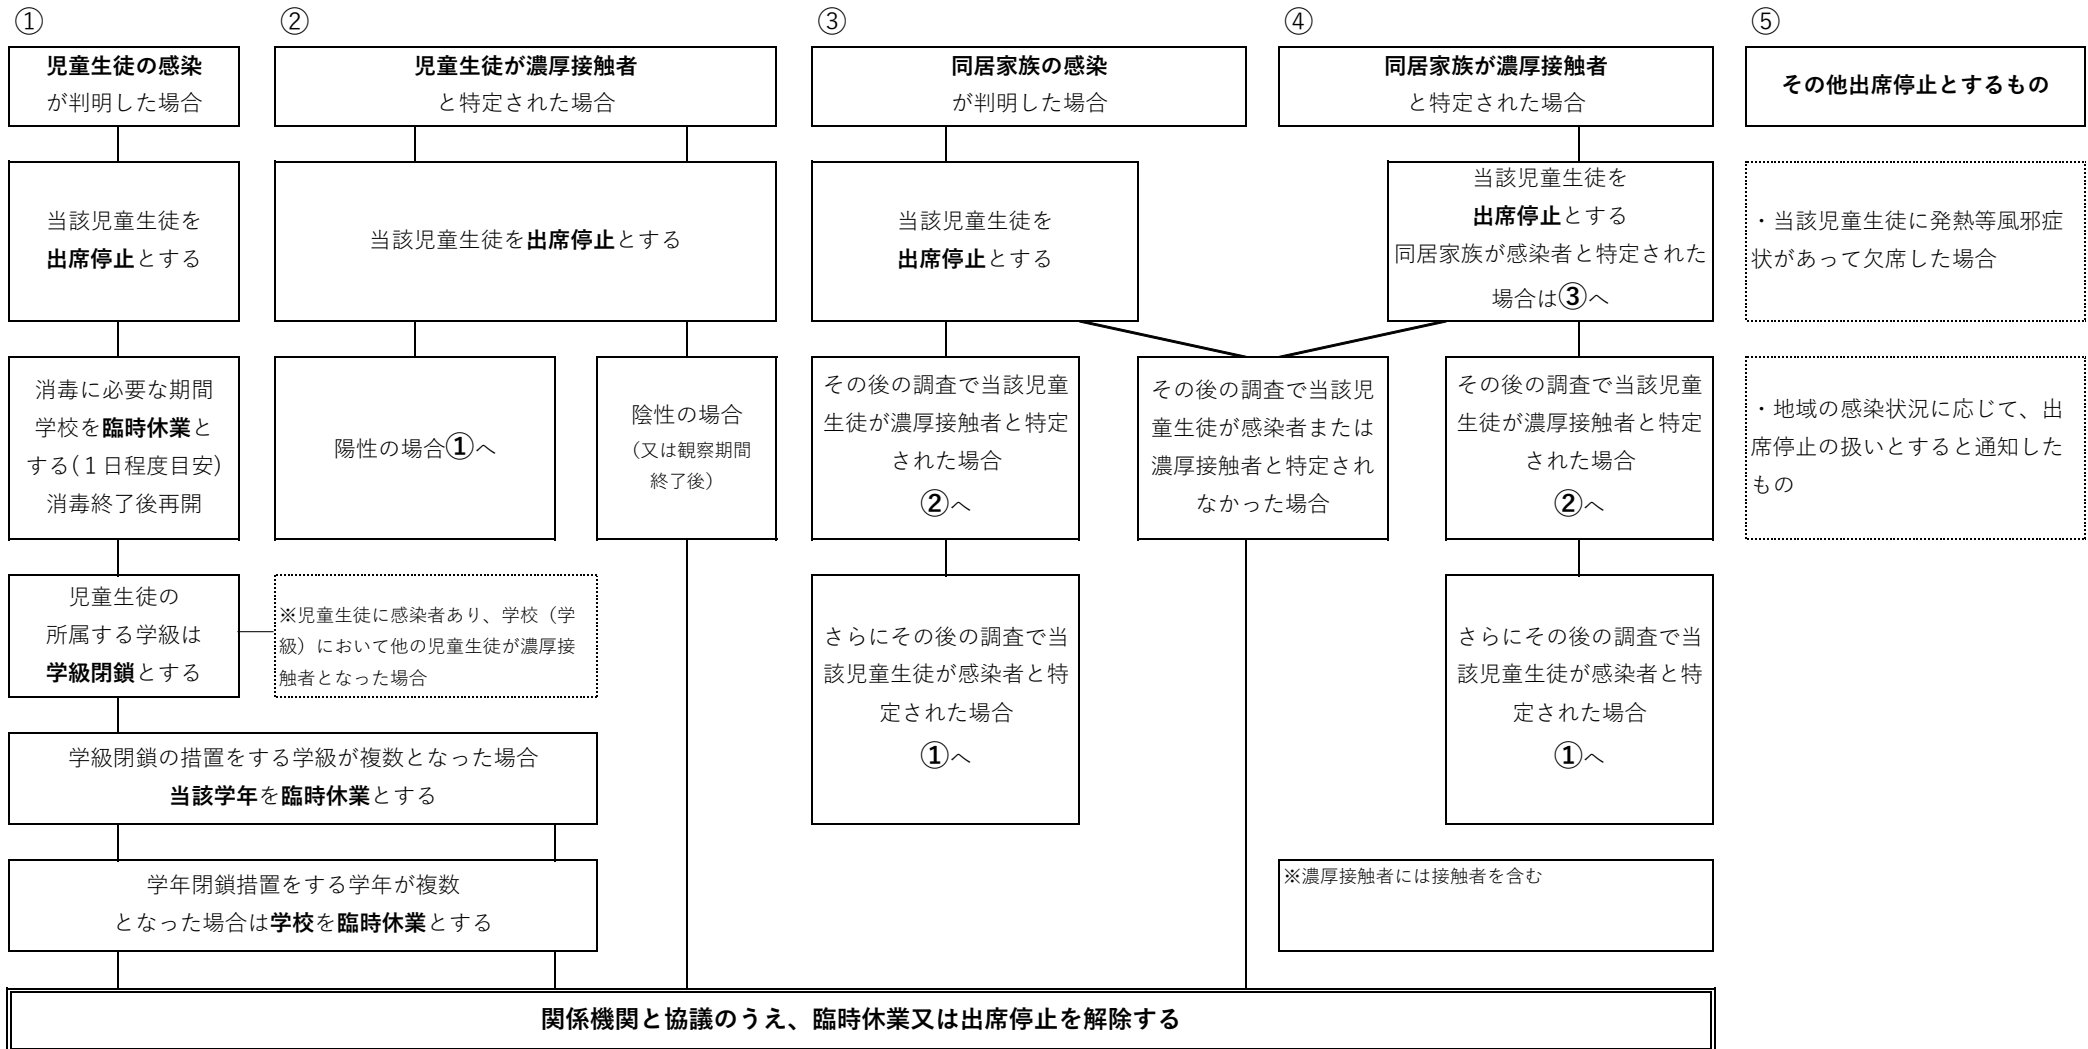 ①
児童生徒の感染
が判明した場合
当該児童生徒を
出席停止とする
消毒に必要な期間
学校を臨時休業と
する(１日程度目安)
消毒終了後再開
児童生徒の
所属する学級は
学級閉鎖とする
②
児童生徒が濃厚接触者
と特定された場合
当該児童生徒を出席停止とする
陽性の場合①へ
陰性の場合
（又は観察期間
終了後）
※児童生徒に感染者あり、学校（学
級）において他の児童生徒が濃厚接
触者となった場合
学級閉鎖の措置をする学級が複数となった場合
当該学年を臨時休業とする
学年閉鎖措置をする学年が複数
となった場合は学校を臨時休業とする
③
同居家族の感染
が判明した場合
当該児童生徒を
出席停止とする
その後の調査で当該児童
生徒が濃厚接触者と特定
された場合
②へ
さらにその後の調査で当
該児童生徒が感染者と特
定された場合
①へ
その後の調査で当該児
童生徒が感染者または
濃厚接触者と特定され
なかった場合
④
同居家族が濃厚接触者
と特定された場合
当該児童生徒を
出席停止とする
同居家族が感染者と特定された
場合は③へ
その後の調査で当該児童
生徒が濃厚接触者と特定
された場合
②へ
さらにその後の調査で当
該児童生徒が感染者と特
定された場合
①へ
※濃厚接触者には接触者を含む
⑤
その他出席停止とするもの
・当該児童生徒に発熱等風邪症
状があって欠席した場合
・地域の感染状況に応じて、出
席停止の扱いとすると通知した
もの
関係機関と協議のうえ、臨時休業又は出席停止を解除する